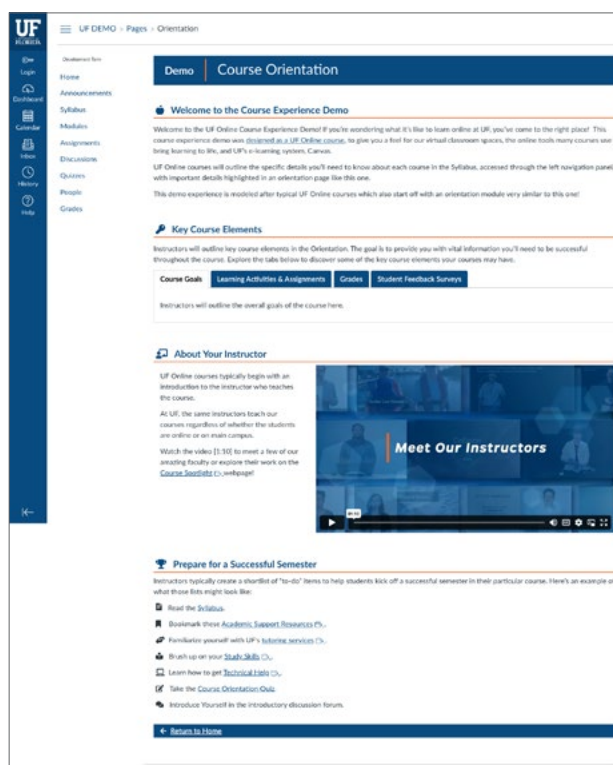 UF
FLORIDA
UF DEMO > Pages > Orientation
Login
Dashboard
Calendar
Inbox
History
Help
Development Term
Home
Announcements
Syllabus
Modules
Assignments
Discussions
Quizzes
People
Grades
Demo | Course Orientation
Welcome to the Course Experience Demo
Welcome to the UF Online Course Experience Demo! If you're wondering what it's like to learn online at UF, you've come to the right place! This
course experience demo was designed as a UF Online course, to give you a feel for our virtual classroom spaces, the online tools many courses use
bring learning to life, and UF's e-learning system, Canvas.
UF Online courses will outline the specific details you'll need to know about each course in the Syllabus, accessed through the left navigation panel,
with important details highlighted in an orientation page like this one.
This demo experience is modeled after typical UF Online courses which also start off with an orientation module very similar to this one!
Key Course Elements
Instructors will outline key course elements in the Orientation. The goal is to provide you with vital information you'll need to be successful
throughout the course. Explore the tabs below to discover some of the key course elements your courses may have.
Course Goals Learning Activities & Assignments Grades Student Feedback Surveys
Instructors will outline the overall goals of the course here.
About Your Instructor
UF Online courses typically begin with an
introduction to the instructor who teaches
the course.
At UF, the same instructors teach our
courses regardless of whether the students
are online or on main campus.
Watch the video [1:10] to meet a few of our
amazing faculty or explore their work on the
Course Spotlight webpage!
Meet Our Instructors
Prepare for a Successful Semester
Instructors typically create a shortlist of "to-do" items to help students kick off a successful semester in their particular course. Here's an example of
what those lists might look like:
Read the Syllabus.
Bookmark these Academic Support Resources.
Familiarize yourself with UF's tutoring services.
Brush up on your Study Skills.
Learn how to get Technical Help.
Take the Course Orientation Quiz
Introduce Yourself in the introductory discussion forum.
← Return to Home